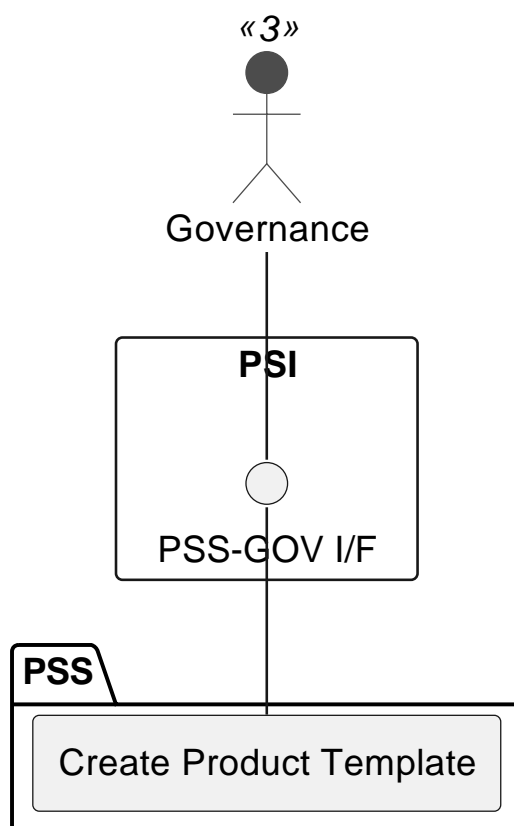 «3»
Governance
PSI
PSS-GOV I/F
PSS
Create Product Template